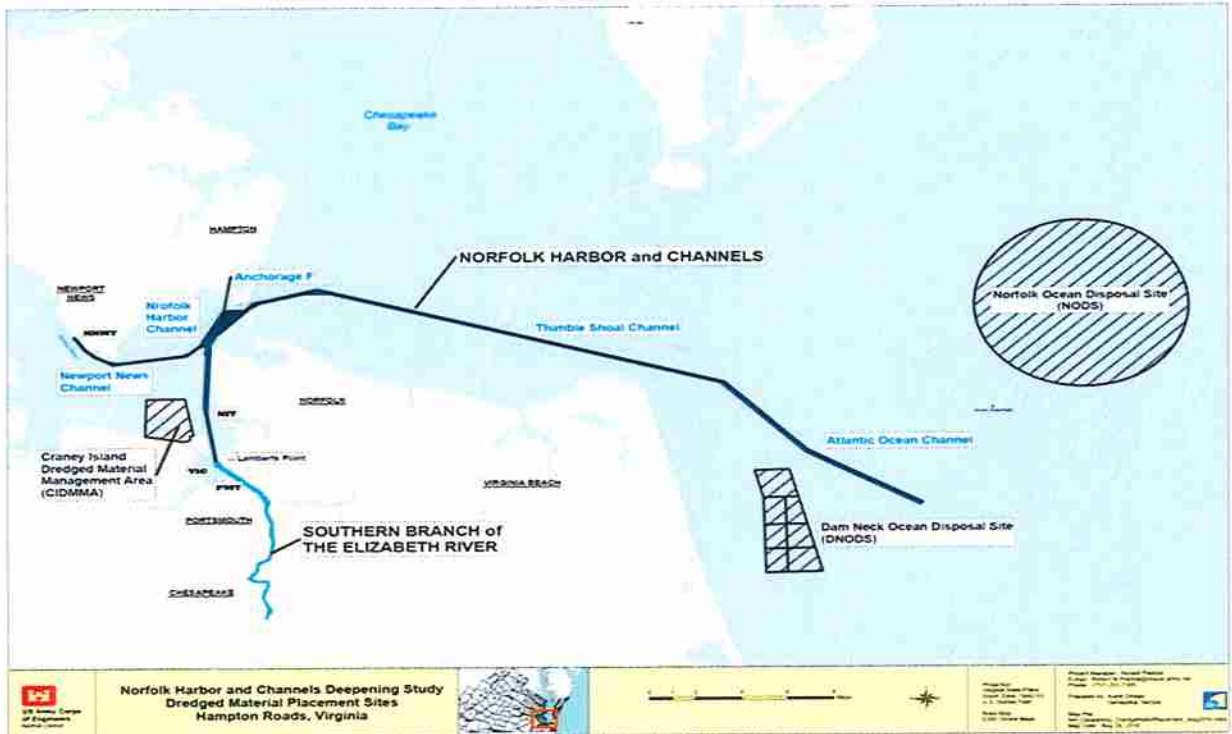 Chesapeake
Bay
HAMPTON
NORFOLK HARBOR and CHANNELS
Anchorage F
NEWPORT
NEWS
Nrofolk
Harbor
Channel
Norfolk Ocean Disposal Site
(NODS)
Thimble Shoal Channel
Newport News
Channel
NIT
NORFOLK
Craney Island
Dredged Material
Management Area
(CIDMMA)
Lamberts Point
VIG
PMT
VIRGINIA BEACH
Atlantic Ocean Channel
PORTSMOUTH
SOUTHERN BRANCH of
THE ELIZABETH RIVER
Dam Neck Ocean Disposal Site
(DNODS)
CHESAPEAKE
US Army Corps
of Engineers
Norfolk Harbor and Channels Deepening Study
Dredged Material Placement Sites
Hampton Roads, Virginia